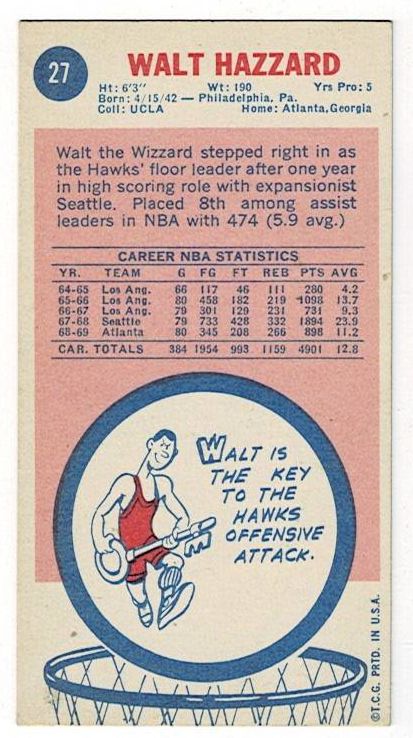 27
WALT HAZZARD
Ht: 6'3" Wt: 190 Yrs Pro: 5
Born: 4/15/42 — Philadelphia, Pa.
Coll: UCLA Home: Atlanta, Georgia
Walt the Wizzard stepped right in as
the Hawks' floor leader after one year
in high scoring role with expansionist
Seattle. Placed 8th among assist
leaders in NBA with 474 (5.9 avg.)
CAREER NBA STATISTICS
YR. TEAM G FG FT REB PTS AVG
64-65 Los Ang. 66 117 46 111 280 4.2
65-66 Los Ang. 80 458 182 219 1098 13.7
66-67 Los Ang. 79 301 129 231 731 9.3
67-68 Seattle 79 733 428 332 1894 23.9
68-69 Atlanta 80 345 208 266 898 11.2
CAR. TOTALS 384 1954 993 1159 4901 12.8
WALT IS
THE KEY
TO THE
HAWKS
OFFENSIVE
ATTACK.
©T.C.G. PRTD. IN U.S.A.